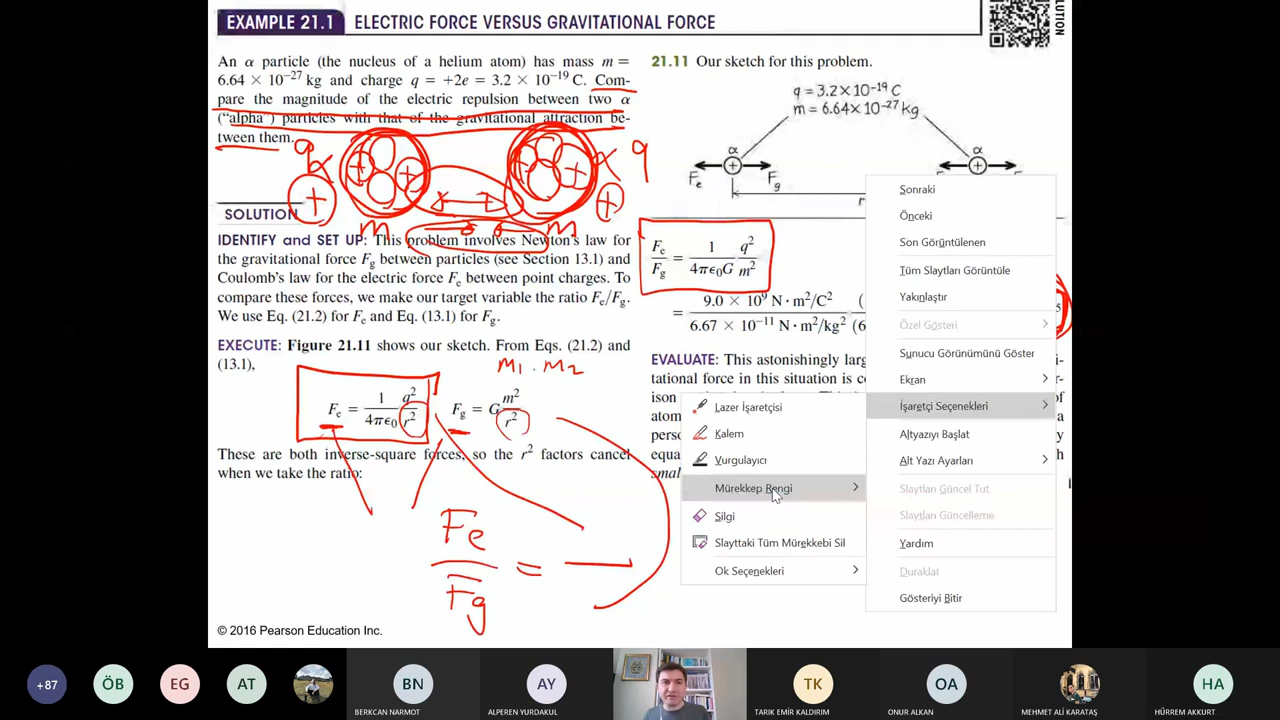 EXAMPLE 21.1 ELECTRIC FORCE VERSUS GRAVITATIONAL FORCE
LUTION
An α particle (the nucleus of a helium atom) has mass m =
6.64 × 10⁻²⁷ kg and charge q = +2e = 3.2 × 10⁻¹⁹ C. Com-
pare the magnitude of the electric repulsion between two α
("alpha") particles with that of the gravitational attraction be-
tween them.
q α + m
m α q +
SOLUTION
IDENTIFY and SET UP: This problem involves Newton's law for
the gravitational force Fg between particles (see Section 13.1) and
Coulomb's law for the electric force Fe between point charges. To
compare these forces, we make our target variable the ratio Fe/Fg.
We use Eq. (21.2) for Fe and Eq. (13.1) for Fg.
EXECUTE: Figure 21.11 shows our sketch. From Eqs. (21.2) and
(13.1),
m1 . m2
Fe = 1/4πϵ0 q²/r² Fg = G m²/r²
These are both inverse-square forces, so the r² factors cancel
when we take the ratio:
Fe/Fg =
© 2016 Pearson Education Inc.
21.11 Our sketch for this problem.
q = 3.2×10⁻¹⁹ C
m = 6.64×10⁻²⁷ kg
α α
Fe Fg
r
Fe/Fg = 1/4πϵ0G q²/m²
= 9.0 × 10⁹ N·m²/C² (
6.67 × 10⁻¹¹ N·m²/kg² (6
5
EVALUATE: This astonishingly larg
tational force in this situation is c
ison
atom
a perso
equa
smal
Sonraki
Önceki
Son Görüntülenen
Tüm Slaytları Görüntüle
Yakınlaştır
Özel Gösteri
Sunucu Görünümünü Göster
Ekran
İşaretçi Seçenekleri
Altyazıyı Başlat
Alt Yazı Ayarları
Slaytları Güncel Tut
Slaytları Güncelleme
Yardım
Duraklat
Gösteriyi Bitir
Lazer İşaretçisi
Kalem
Vurgulayıcı
Mürekkep Rengi
Silgi
Slayttaki Tüm Mürekkebi Sil
Ok Seçenekleri
+87 ÖB EG AT BN AY TK OA HA
BERKCAN NARMOT ALPEREN YURDAKUL TARIK EMİR KALDIRIM ONUR ALKAN MEHMET ALİ KARATAŞ HÜRREM AKKURT